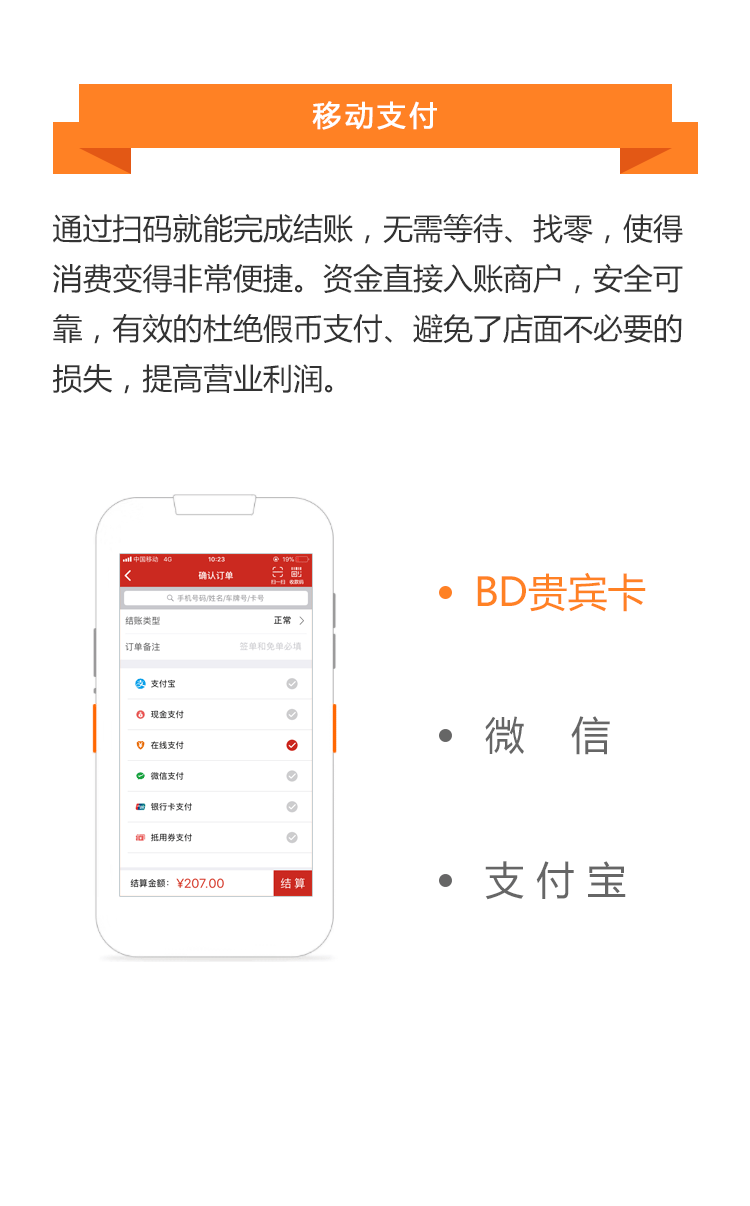 移动支付
通过扫码就能完成结账，无需等待、找零，使得
消费变得非常便捷。资金直接入账商户，安全可
靠，有效的杜绝假币支付、避免了店面不必要的
损失，提高营业利润。
中国移动 4G 10:23 19%
确认订单 扫一扫 收款码
手机号码/姓名/车牌号/卡号
结账类型 正常
订单备注 签单和免单必填
支付宝
现金支付
在线支付
微信支付
银行卡支付
抵用券支付
结算金额： ¥207.00 结 算
• BD贵宾卡
• 微 信
• 支 付 宝